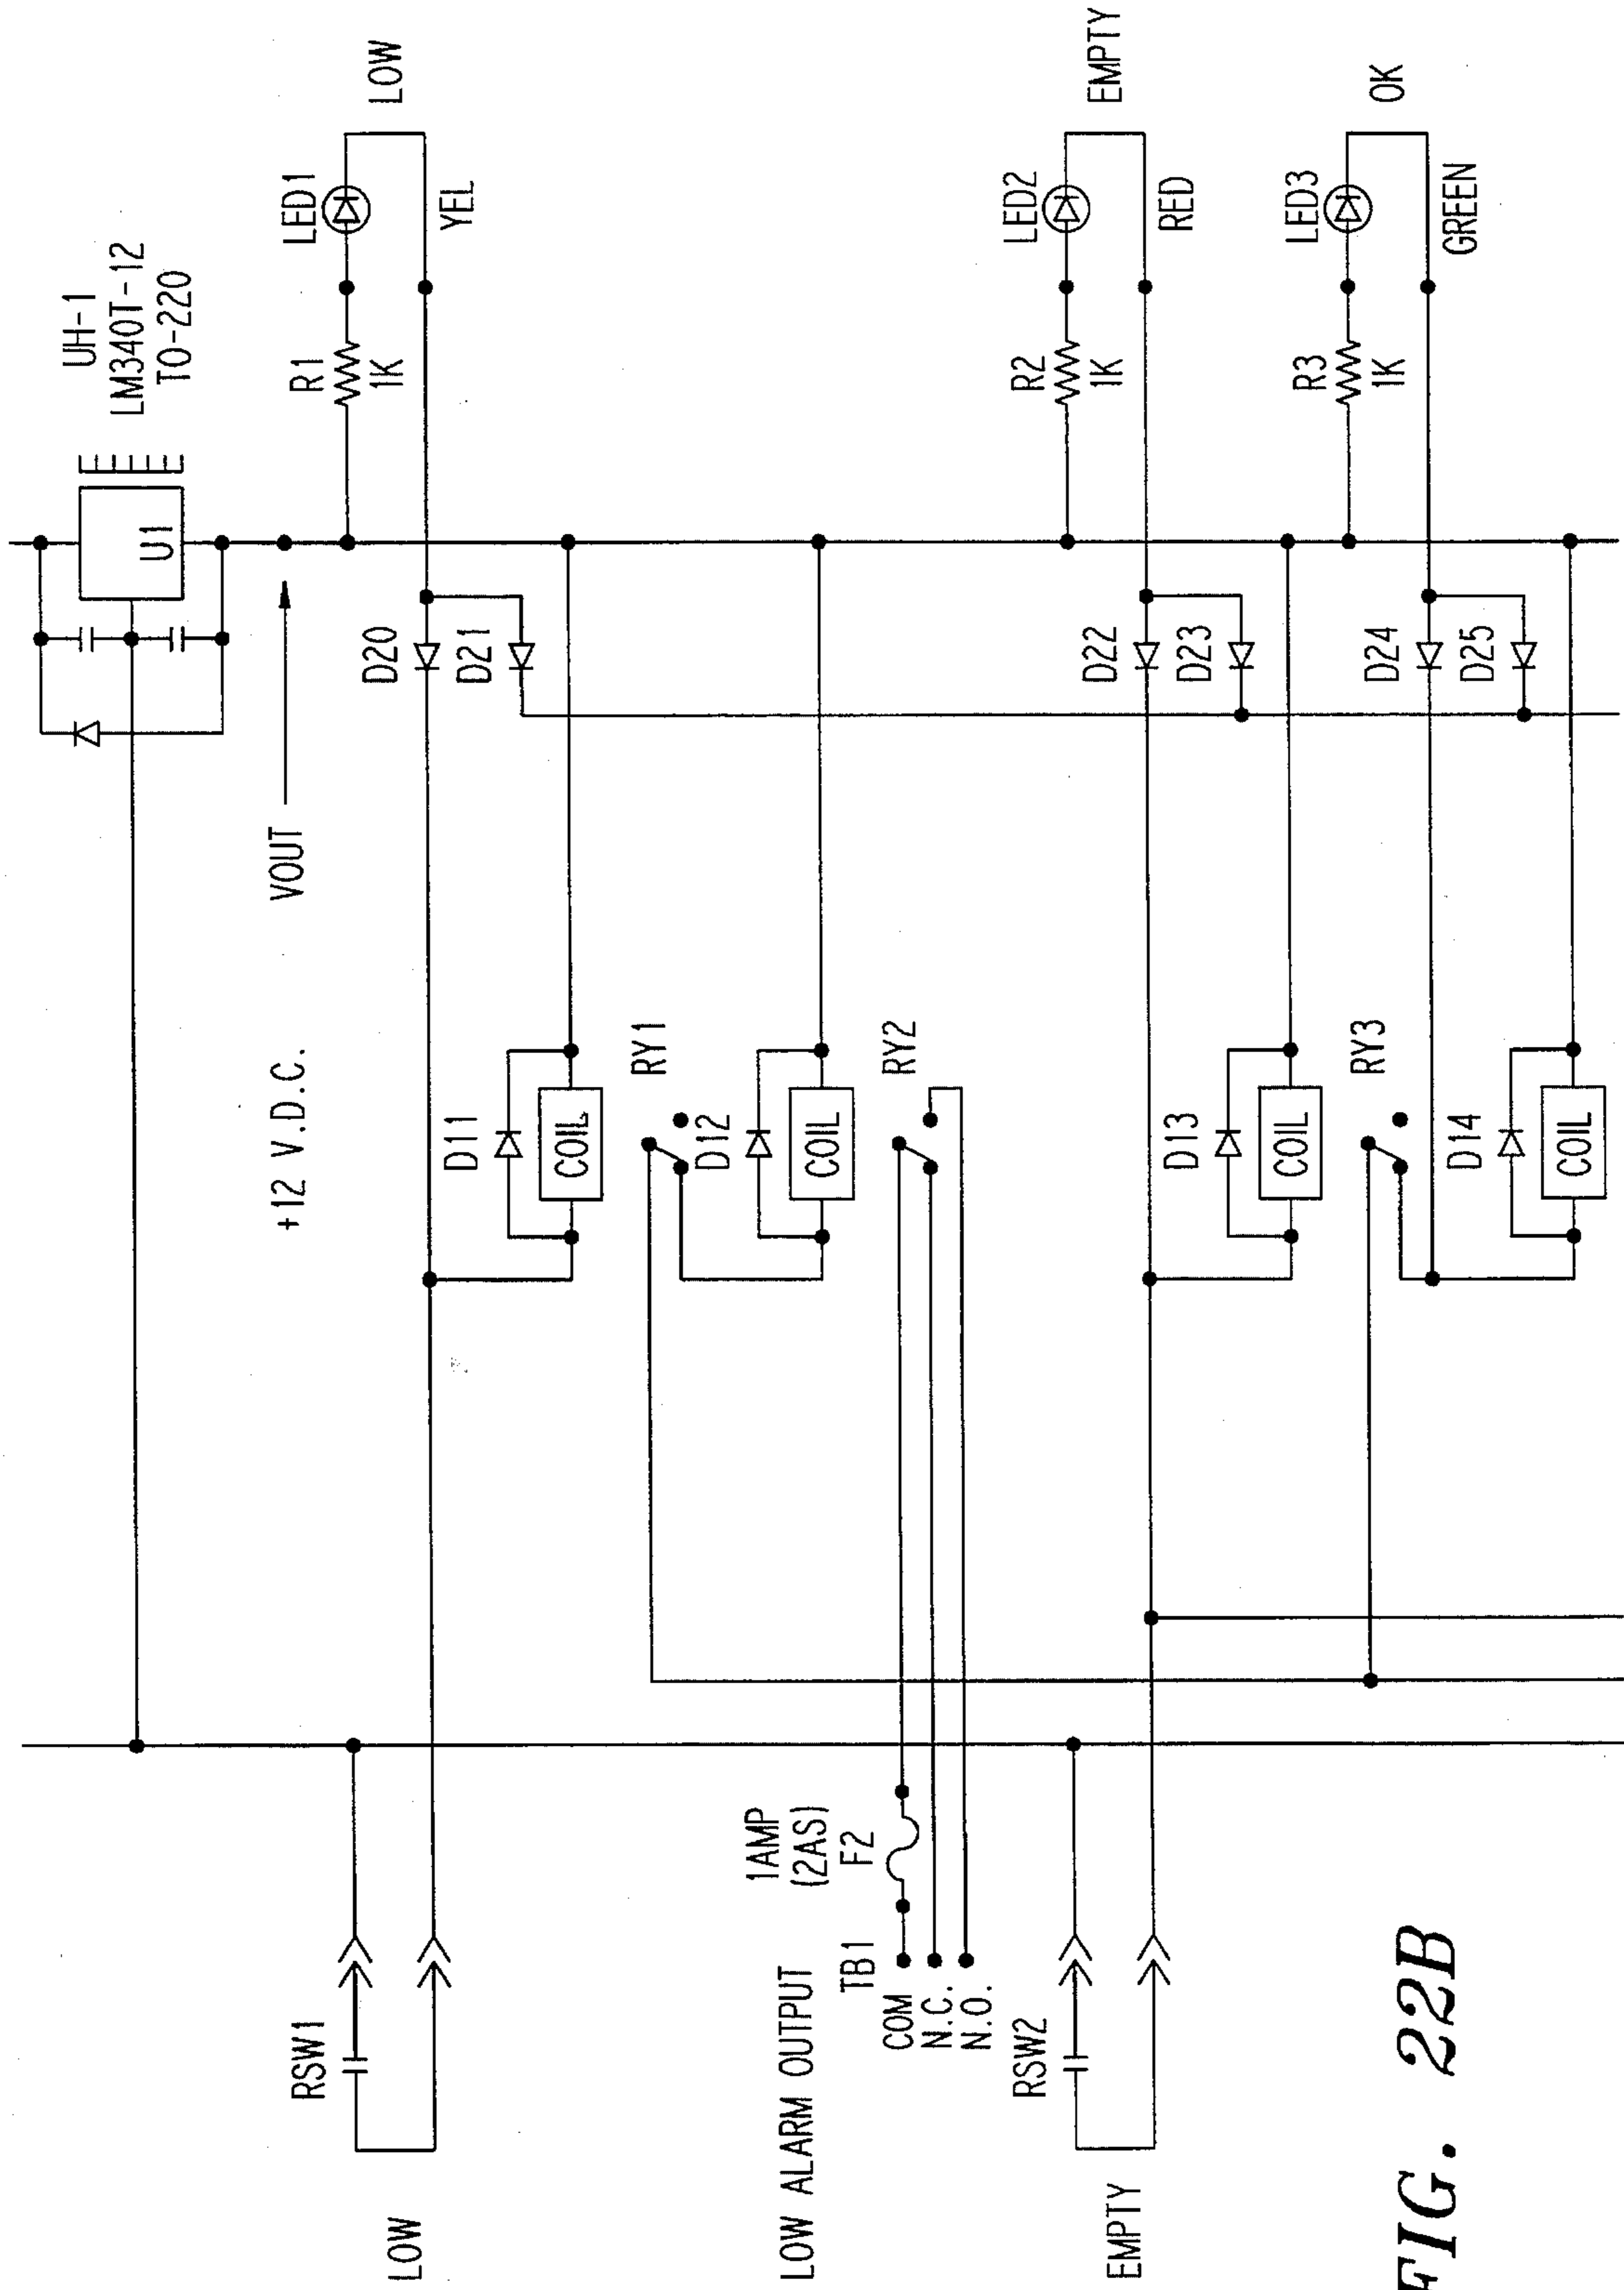 UH-1
LM340T-12
TO-220
U1
+12 V.D.C.
VOUT
RSW1
LOW
R1
1K
LED1
LOW
YEL
D20
D21
D11
COIL
RY1
D12
COIL
RY2
LOW ALARM OUTPUT
1AMP
(2AS)
F2
TB1
COM
N.C.
N.O.
RSW2
EMPTY
R2
1K
LED2
EMPTY
RED
D22
D23
D13
COIL
RY3
R3
1K
LED3
OK
GREEN
D24
D25
D14
COIL
FIG. 22B